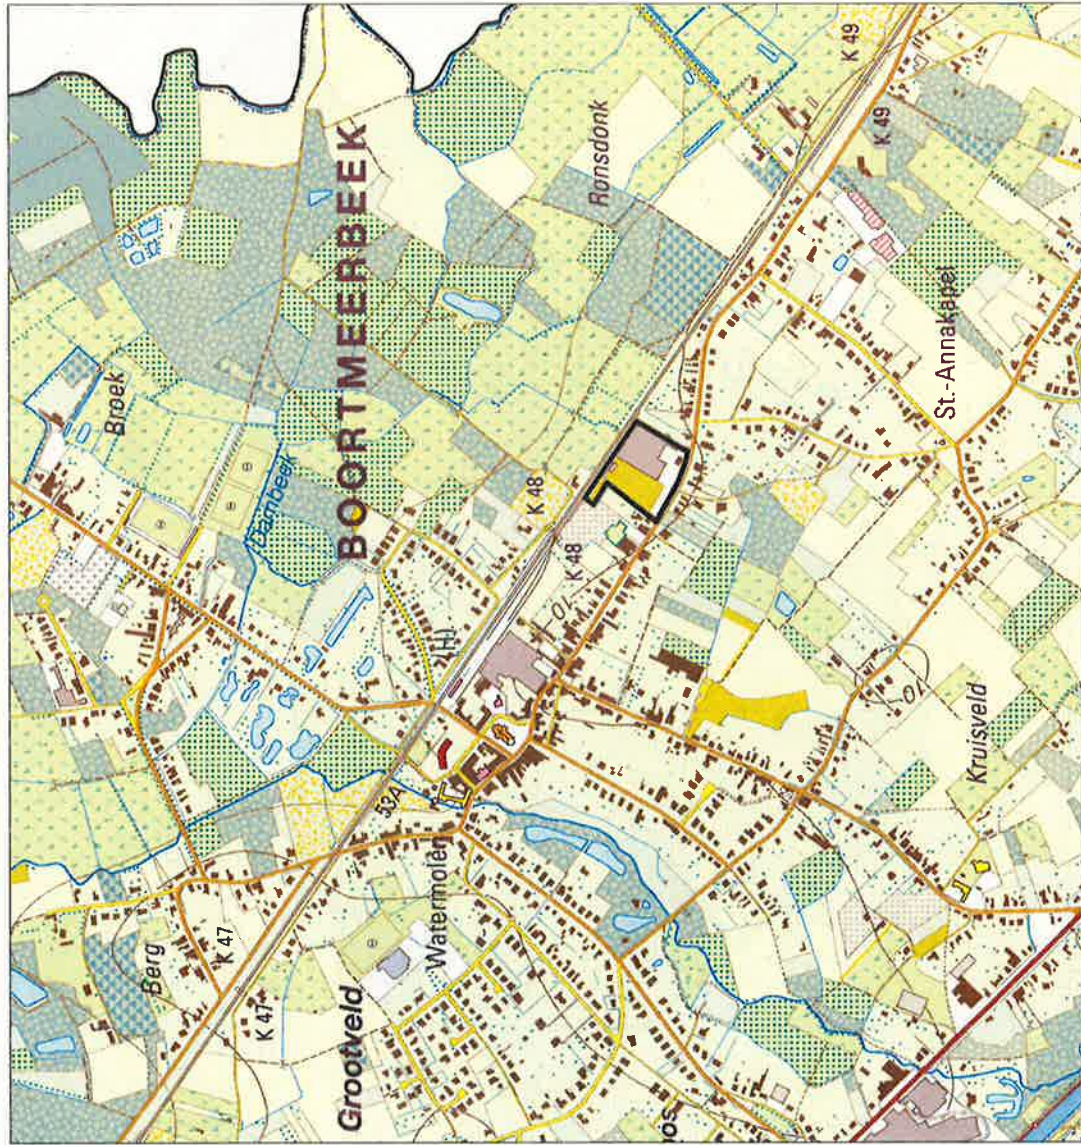 Grootveld
Berg
K 47
K 47
Watermolen
53A
Broek
Dambeek
BOORTMEERBEEK
K 48
K 48
10
10
Kruisveld
Ronsdonk
St.-Annakapel
K 49
K 49
os